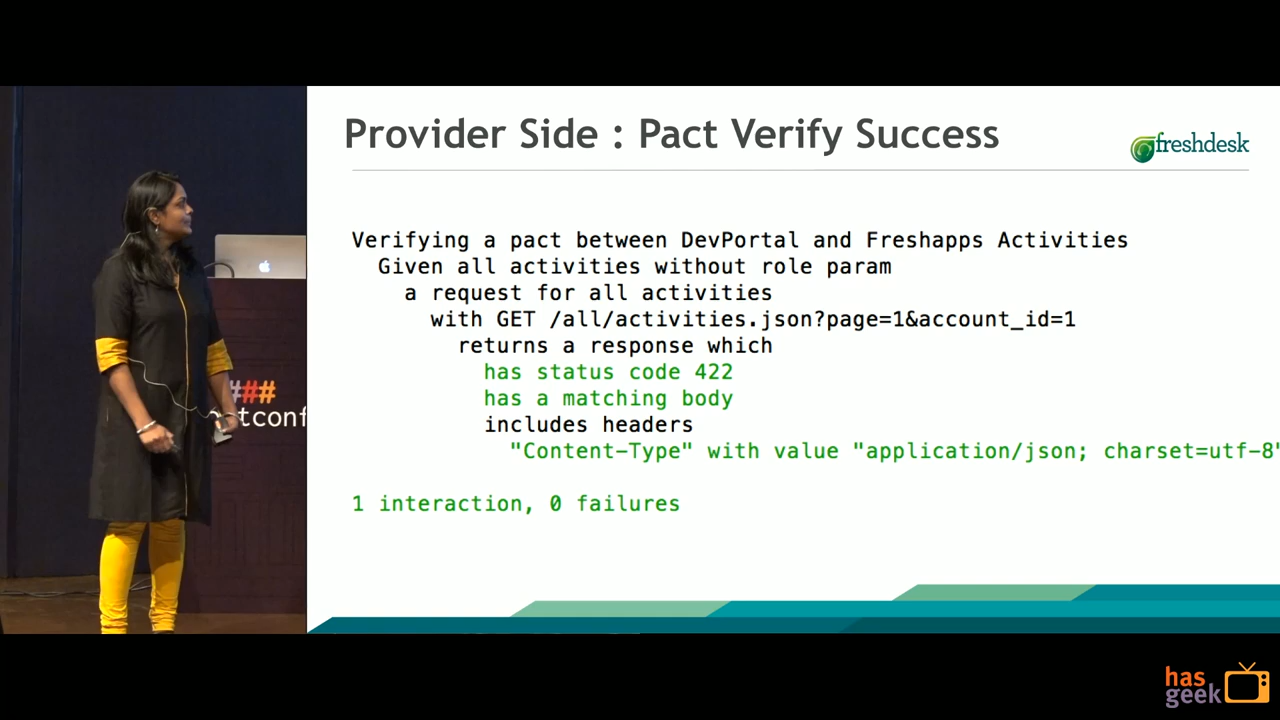 Provider Side : Pact Verify Success
freshdesk
Verifying a pact between DevPortal and Freshapps Activities
Given all activities without role param
a request for all activities
with GET /all/activities.json?page=1&account_id=1
returns a response which
has status code 422
has a matching body
includes headers
"Content-Type" with value "application/json; charset=utf-8"
1 interaction, 0 failures
###
tconf
has
geek